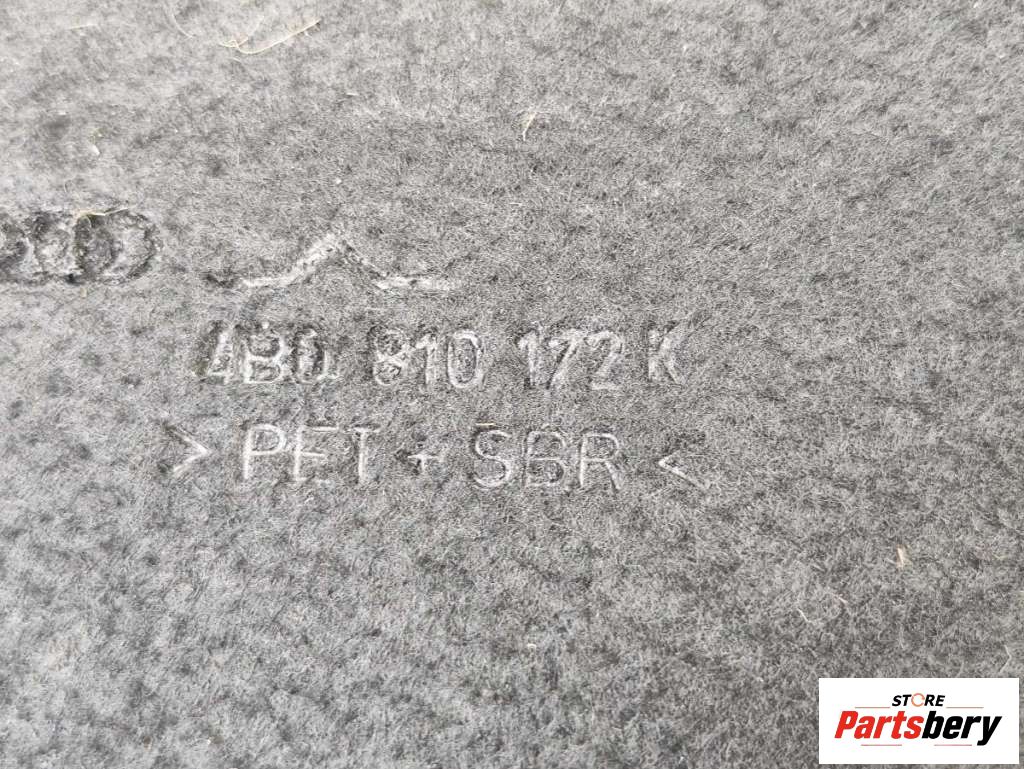 4B0 810 172 K
> PET + SBR <
STORE
Partsbery